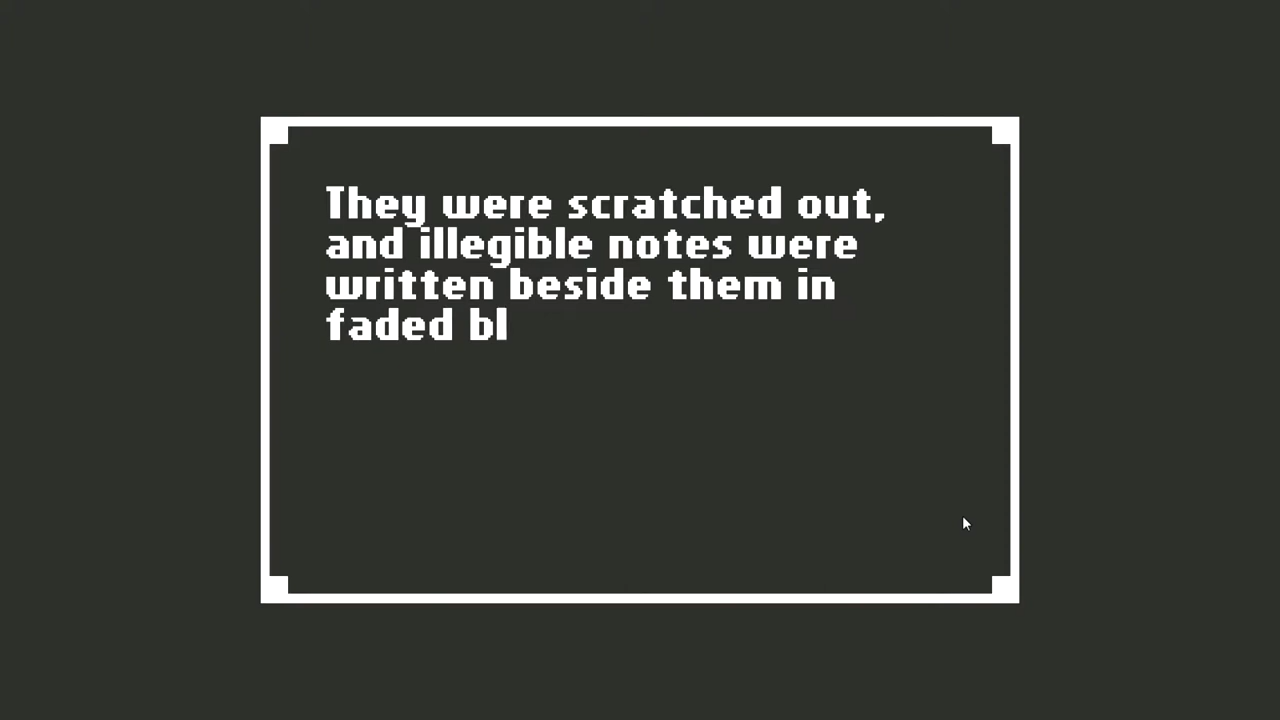 They were scratched out,
and illegible notes were
written beside them in
faded bl